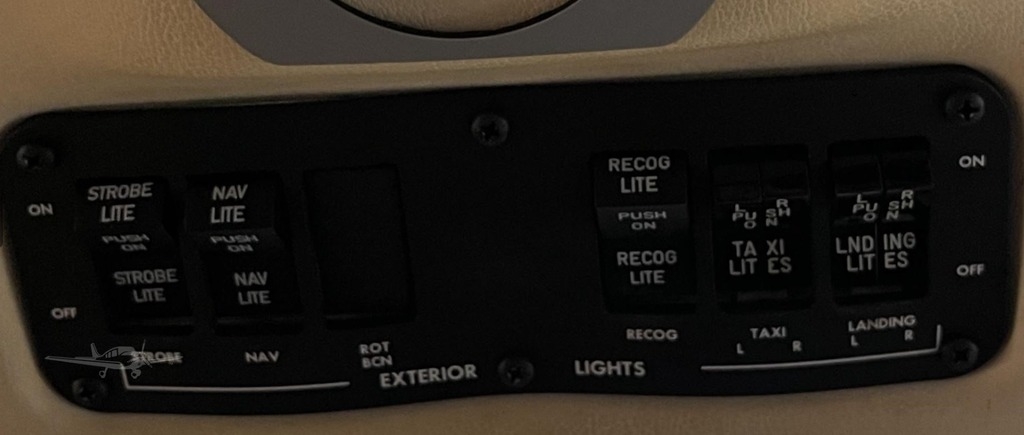 ON
OFF
STROBE
LITE
PUSH
ON
STROBE
LITE
STROBE
NAV
LITE
PUSH
ON
NAV
LITE
NAV
ROT
BCN
EXTERIOR LIGHTS
RECOG
LITE
PUSH
ON
RECOG
LITE
RECOG
L R
PU SH
O N
TA XI
LIT ES
TAXI
L R
L R
PU SH
O N
LND ING
LIT ES
LANDING
L R
ON
OFF